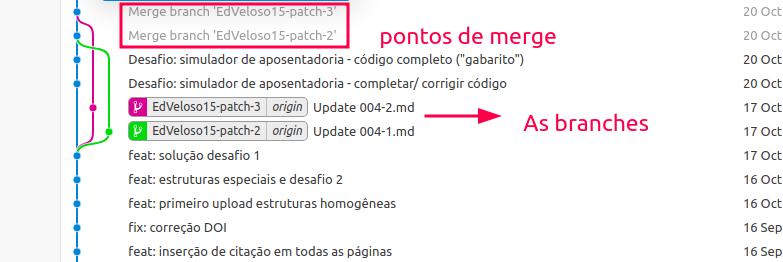 Merge branch 'EdVeloso15-patch-3' 20 Oct
Merge branch 'EdVeloso15-patch-2' 20 Oct
pontos de merge
Desafio: simulador de aposentadoria - código completo ("gabarito") 20 Oct
Desafio: simulador de aposentadoria - completar/ corrigir código 20 Oct
EdVeloso15-patch-3 origin Update 004-2.md 17 Oct
As branches
EdVeloso15-patch-2 origin Update 004-1.md 17 Oct
feat: solução desafio 1 17 Oct
feat: estruturas especiais e desafio 2 16 Oct
feat: primeiro upload estruturas homogêneas 16 Oct
fix: correção DOI 16 Sep
feat: inserção de citação em todas as páginas 16 Sep